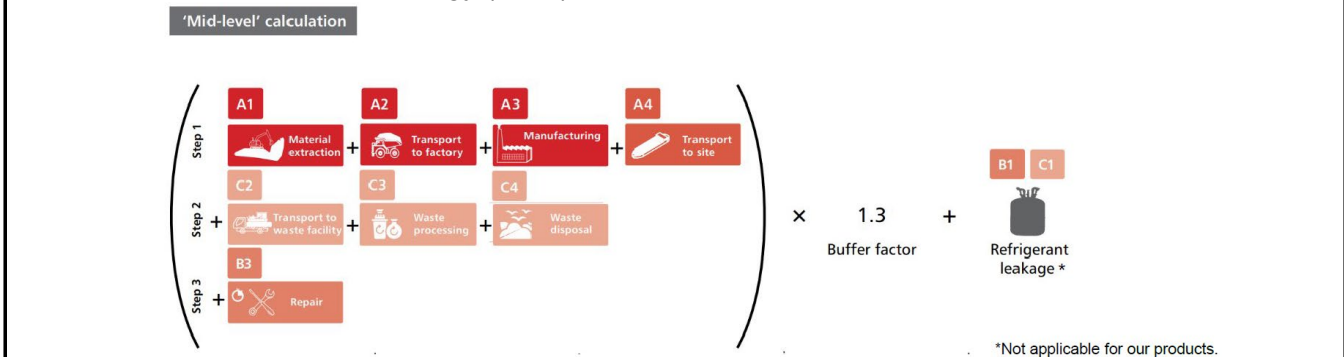 'Mid-level' calculation
A1 A2 A3 A4
Step 1
Material extraction + Transport to factory + Manufacturing + Transport to site
C2 C3 C4
Step 2
+ Transport to waste facility + Waste processing + Waste disposal
B3
Step 3
+ Repair
× 1.3 +
Buffer factor
B1 C1
Refrigerant
leakage *
*Not applicable for our products.